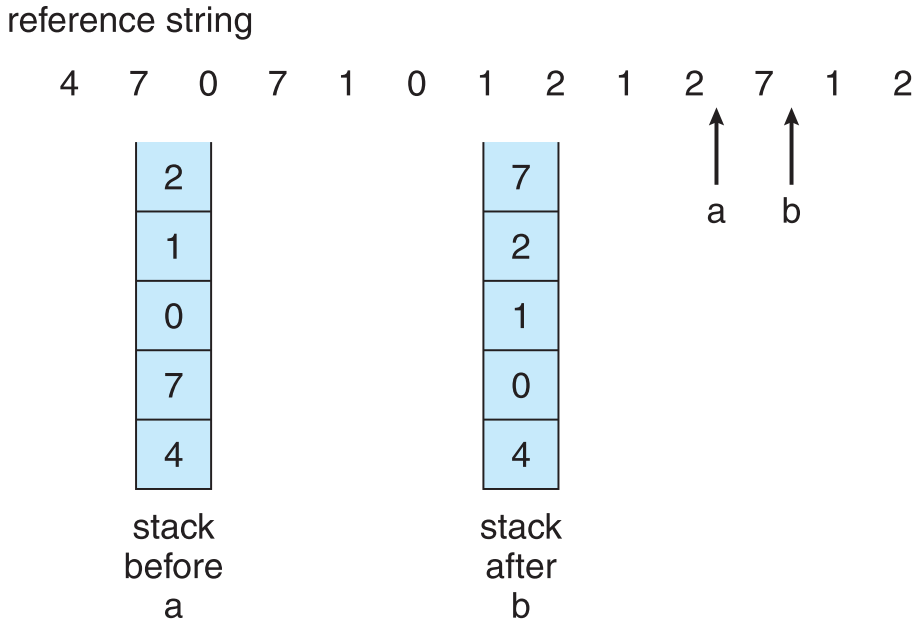 reference string
4 7 0 7 1 0 1 2 1 2 7 1 2
a b
2
1
0
7
4
stack
before
a
7
2
1
0
4
stack
after
b